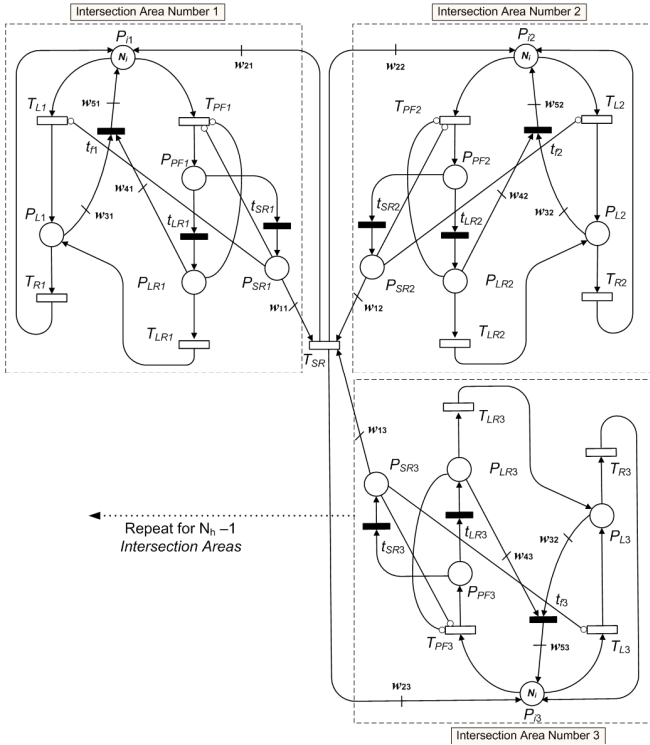 Intersection Area Number 1
Intersection Area Number 2
Pi1
Pi2
Ni
Ni
w21
w22
TL1
w51
TPF1
TPF2
w52
TL2
tf1
tf2
PPF1
PPF2
w41
tSR1
tSR2
w42
PL1
w31
tLR1
tLR2
w32
PL2
TR1
PLR1
PSR1
PSR2
PLR2
TR2
w11
w12
TLR1
TSR
TLR2
w13
TLR3
TR3
PSR3
PLR3
Repeat for Nh –1
Intersection Areas
tSR3
tLR3
w32
PL3
w43
PPF3
tf3
TPF3
w53
TL3
w23
Ni
Pi3
Intersection Area Number 3